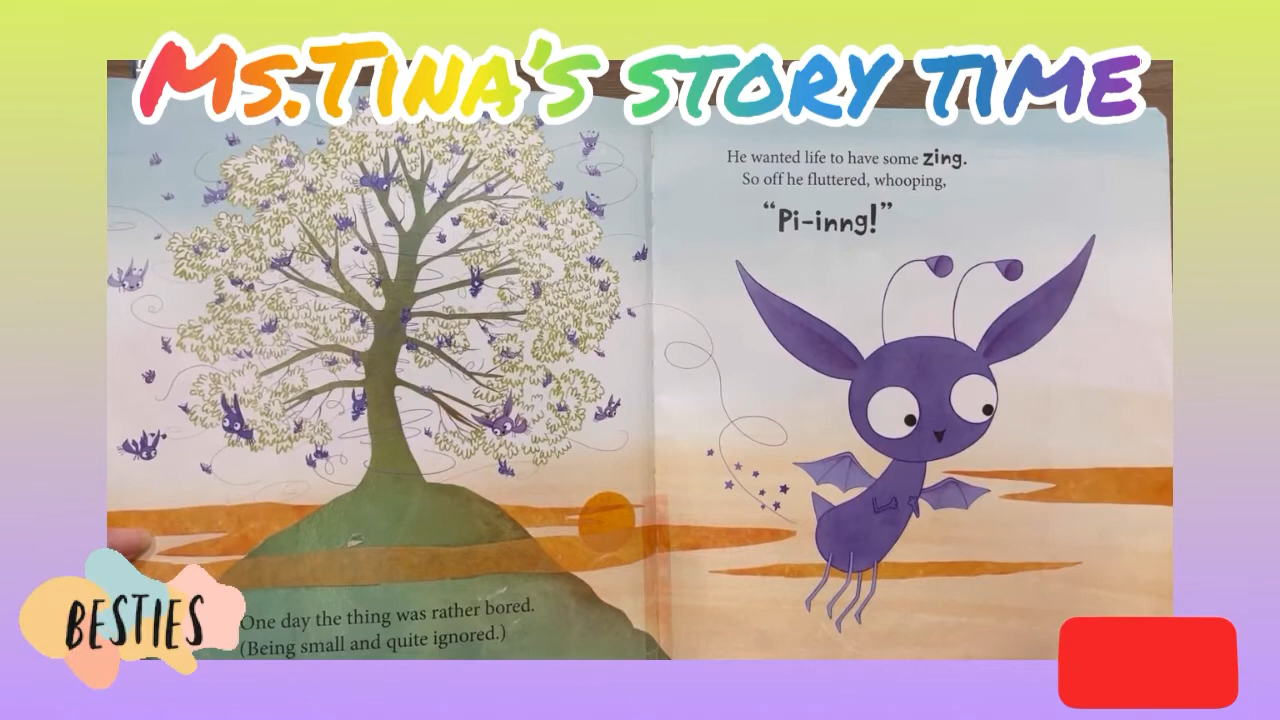 Ms.Tina's story time
He wanted life to have some zing.
So off he fluttered, whooping,
"Pi-inng!"
One day the thing was rather bored.
(Being small and quite ignored.)
BESTIES